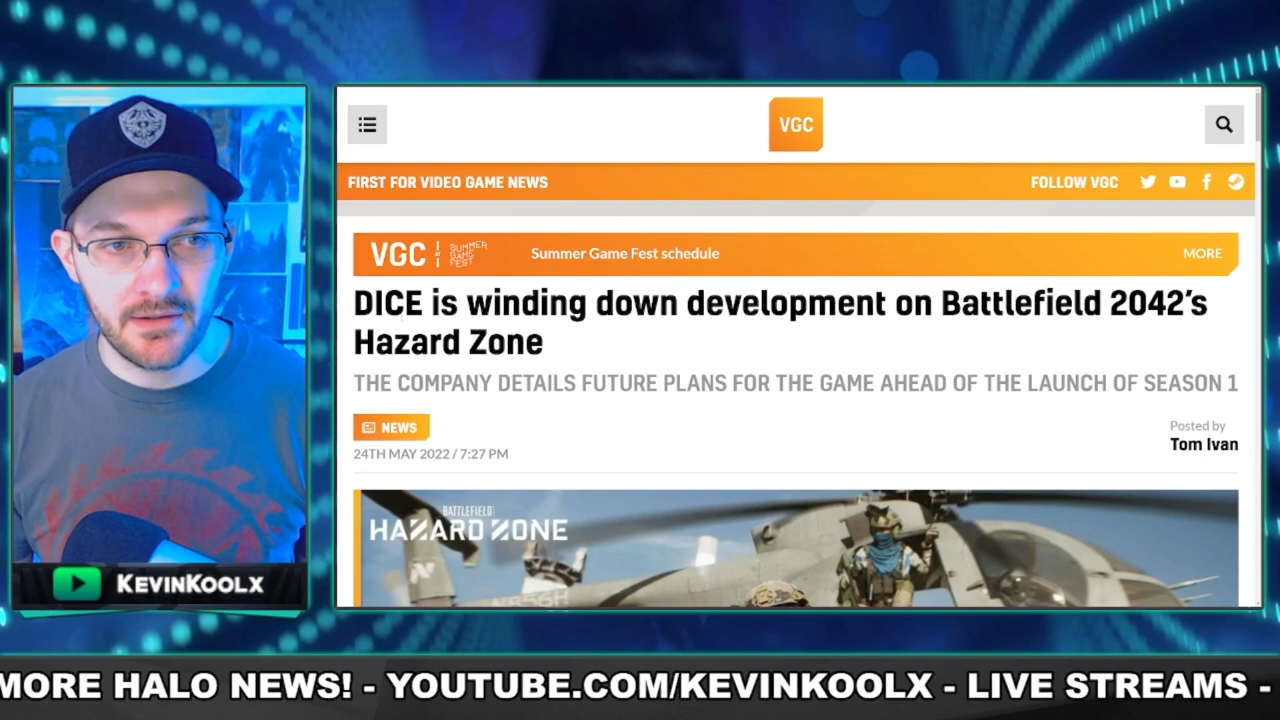 VGC
FIRST FOR VIDEO GAME NEWS
FOLLOW VGC
VGC AT SUMMER GAME FEST
Summer Game Fest schedule
MORE
DICE is winding down development on Battlefield 2042's
Hazard Zone
THE COMPANY DETAILS FUTURE PLANS FOR THE GAME AHEAD OF THE LAUNCH OF SEASON 1
NEWS
24TH MAY 2022 / 7:27 PM
Posted by
Tom Ivan
BATTLEFIELD
HAZARD ZONE
N
KEVINKOOLX
MORE HALO NEWS! - YOUTUBE.COM/KEVINKOOLX - LIVE STREAMS -